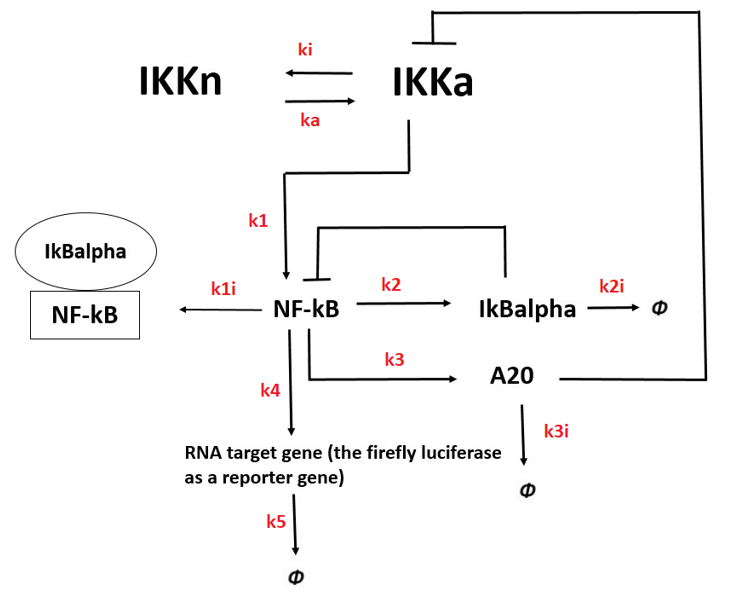 ki
IKKn
IKKa
ka
k1
IkBalpha
NF-kB
k1i
NF-kB
k2
IkBalpha
k2i
Φ
k3
A20
k4
k3i
RNA target gene (the firefly luciferase
as a reporter gene)
Φ
k5
Φ